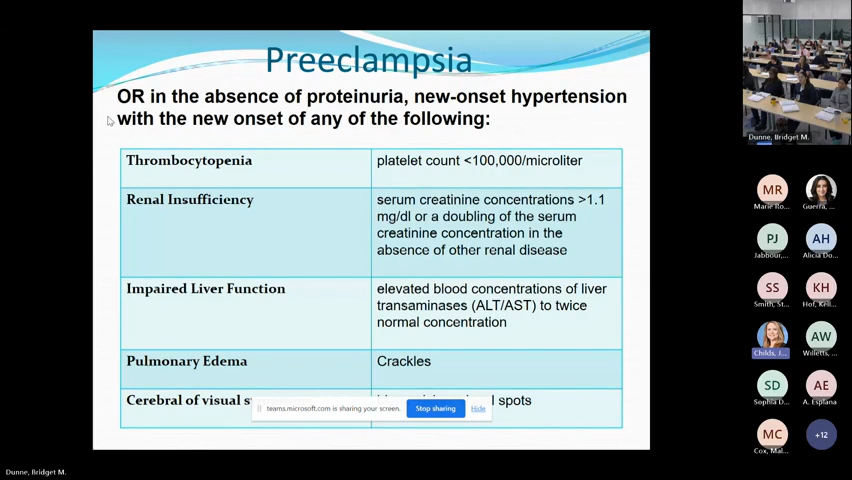 Preeclampsia
OR in the absence of proteinuria, new-onset hypertension
with the new onset of any of the following:
Thrombocytopenia
platelet count <100,000/microliter
Renal Insufficiency
serum creatinine concentrations >1.1
mg/dl or a doubling of the serum
creatinine concentration in the
absence of other renal disease
Impaired Liver Function
elevated blood concentrations of liver
transaminases (ALT/AST) to twice
normal concentration
Pulmonary Edema
Crackles
Cerebral of visual
spots
teams.microsoft.com is sharing your screen.
Stop sharing
Hide
Dunne, Bridget M.
MR
Marie Ro...
Guerra, ...
PJ
Jabbour,...
AH
Alicia Do...
SS
Smith, St...
KH
Hof, Kell...
Childs, J...
AW
Willetts, ...
SD
Sophia D...
AE
A. Esplana
MC
Cox, Mal...
+12
Dunne, Bridget M.